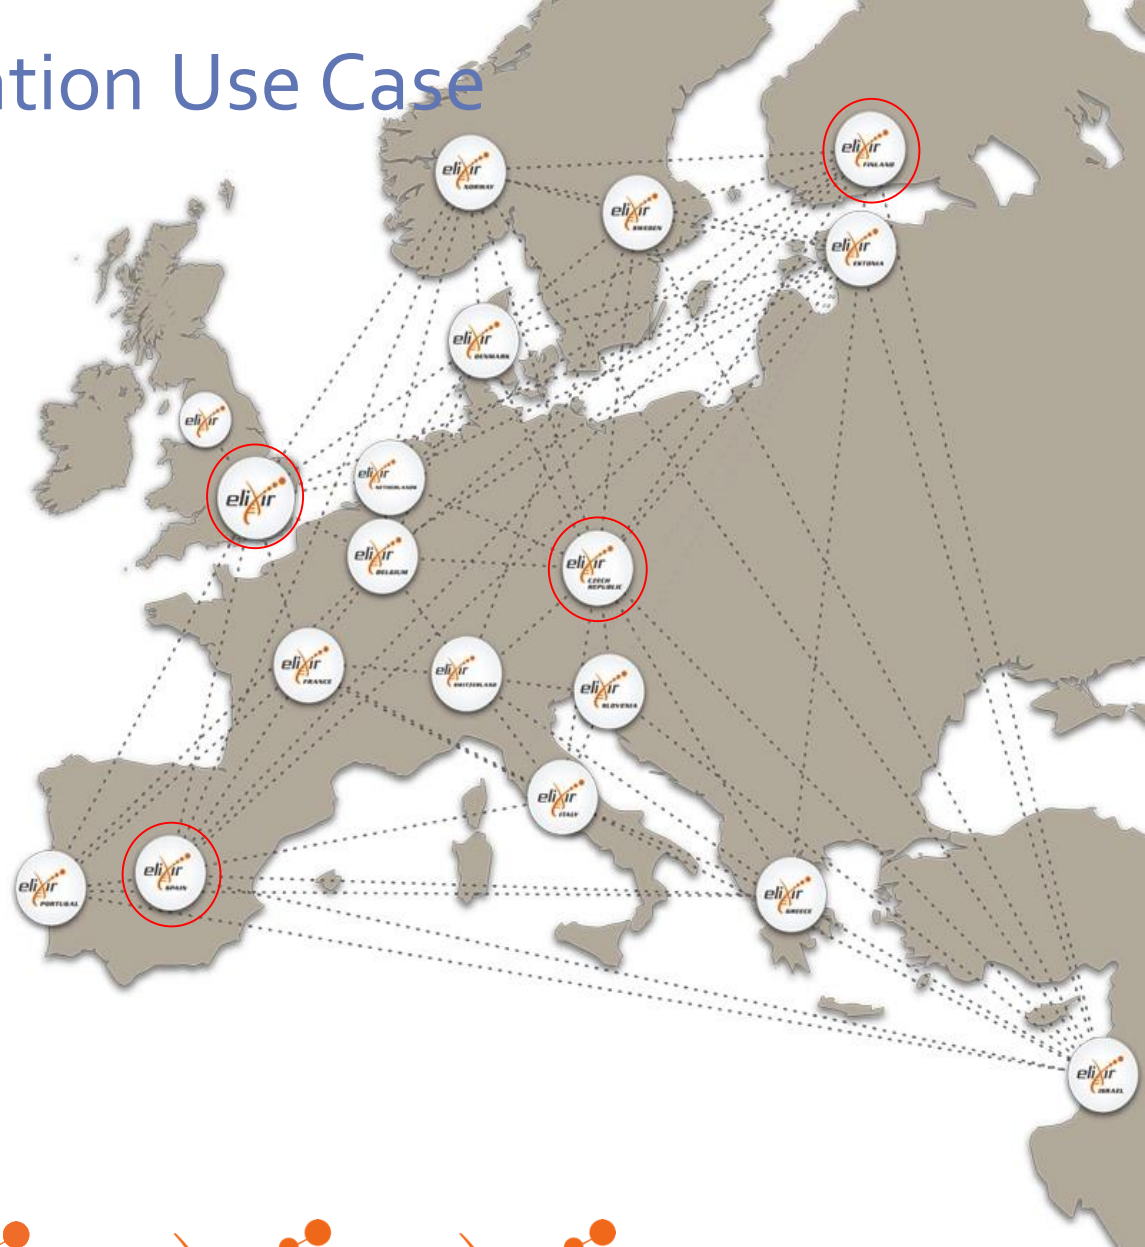 ation Use Case
elixir
FINLAND
elixir
NORWAY
elixir
SWEDEN
elixir
ESTONIA
elixir
DENMARK
elixir
elixir
NETHERLANDS
elixir
elixir
BELGIUM
elixir
CZECH
REPUBLIC
elixir
FRANCE
elixir
SWITZERLAND
elixir
SLOVENIA
elixir
ITALY
elixir
SPAIN
elixir
PORTUGAL
elixir
GREECE
elixir
ISRAEL